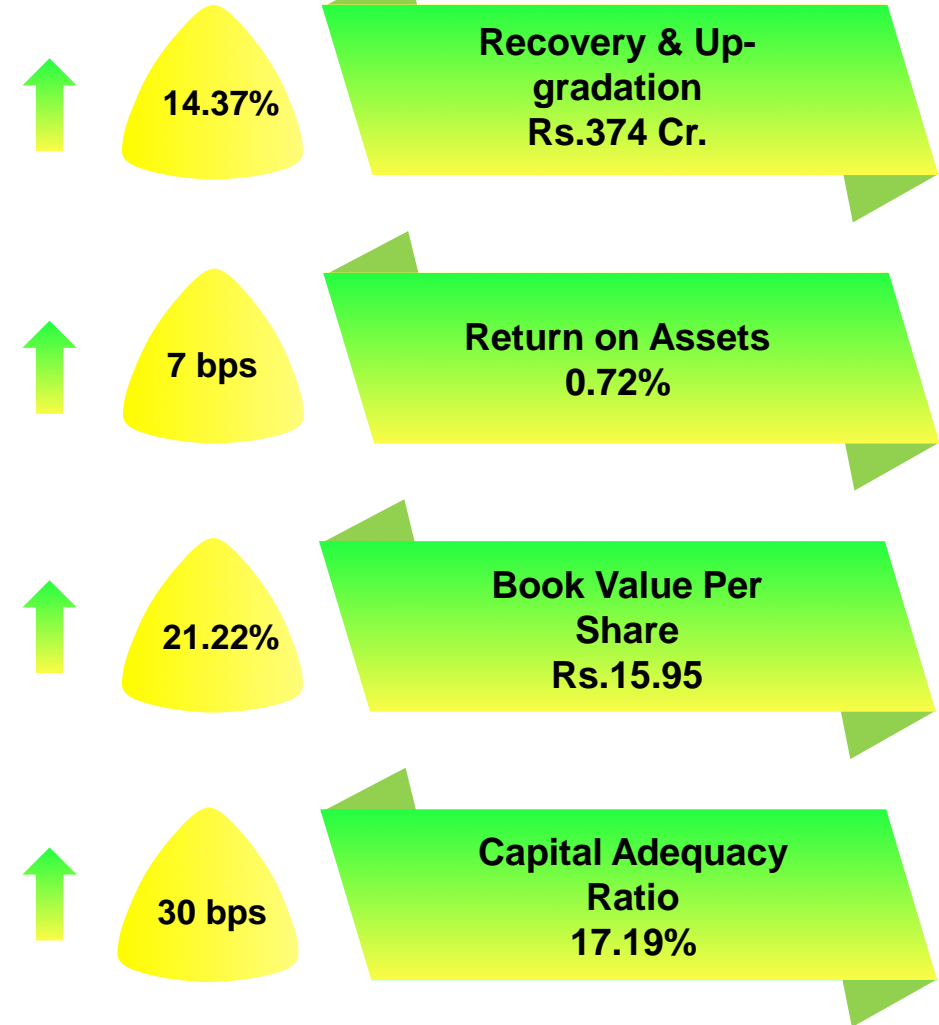 14.37%
Recovery & Up-
gradation
Rs.374 Cr.
7 bps
Return on Assets
0.72%
21.22%
Book Value Per
Share
Rs.15.95
30 bps
Capital Adequacy
Ratio
17.19%